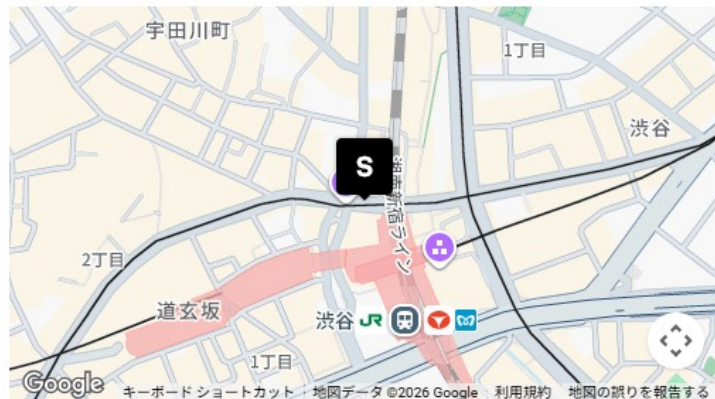 宇田川町
1丁目
渋谷
S
湘南新宿ライン
2丁目
道玄坂
渋谷 JR
1丁目
Google
キーボード ショートカット
地図データ ©2026 Google
利用規約
地図の誤りを報告する